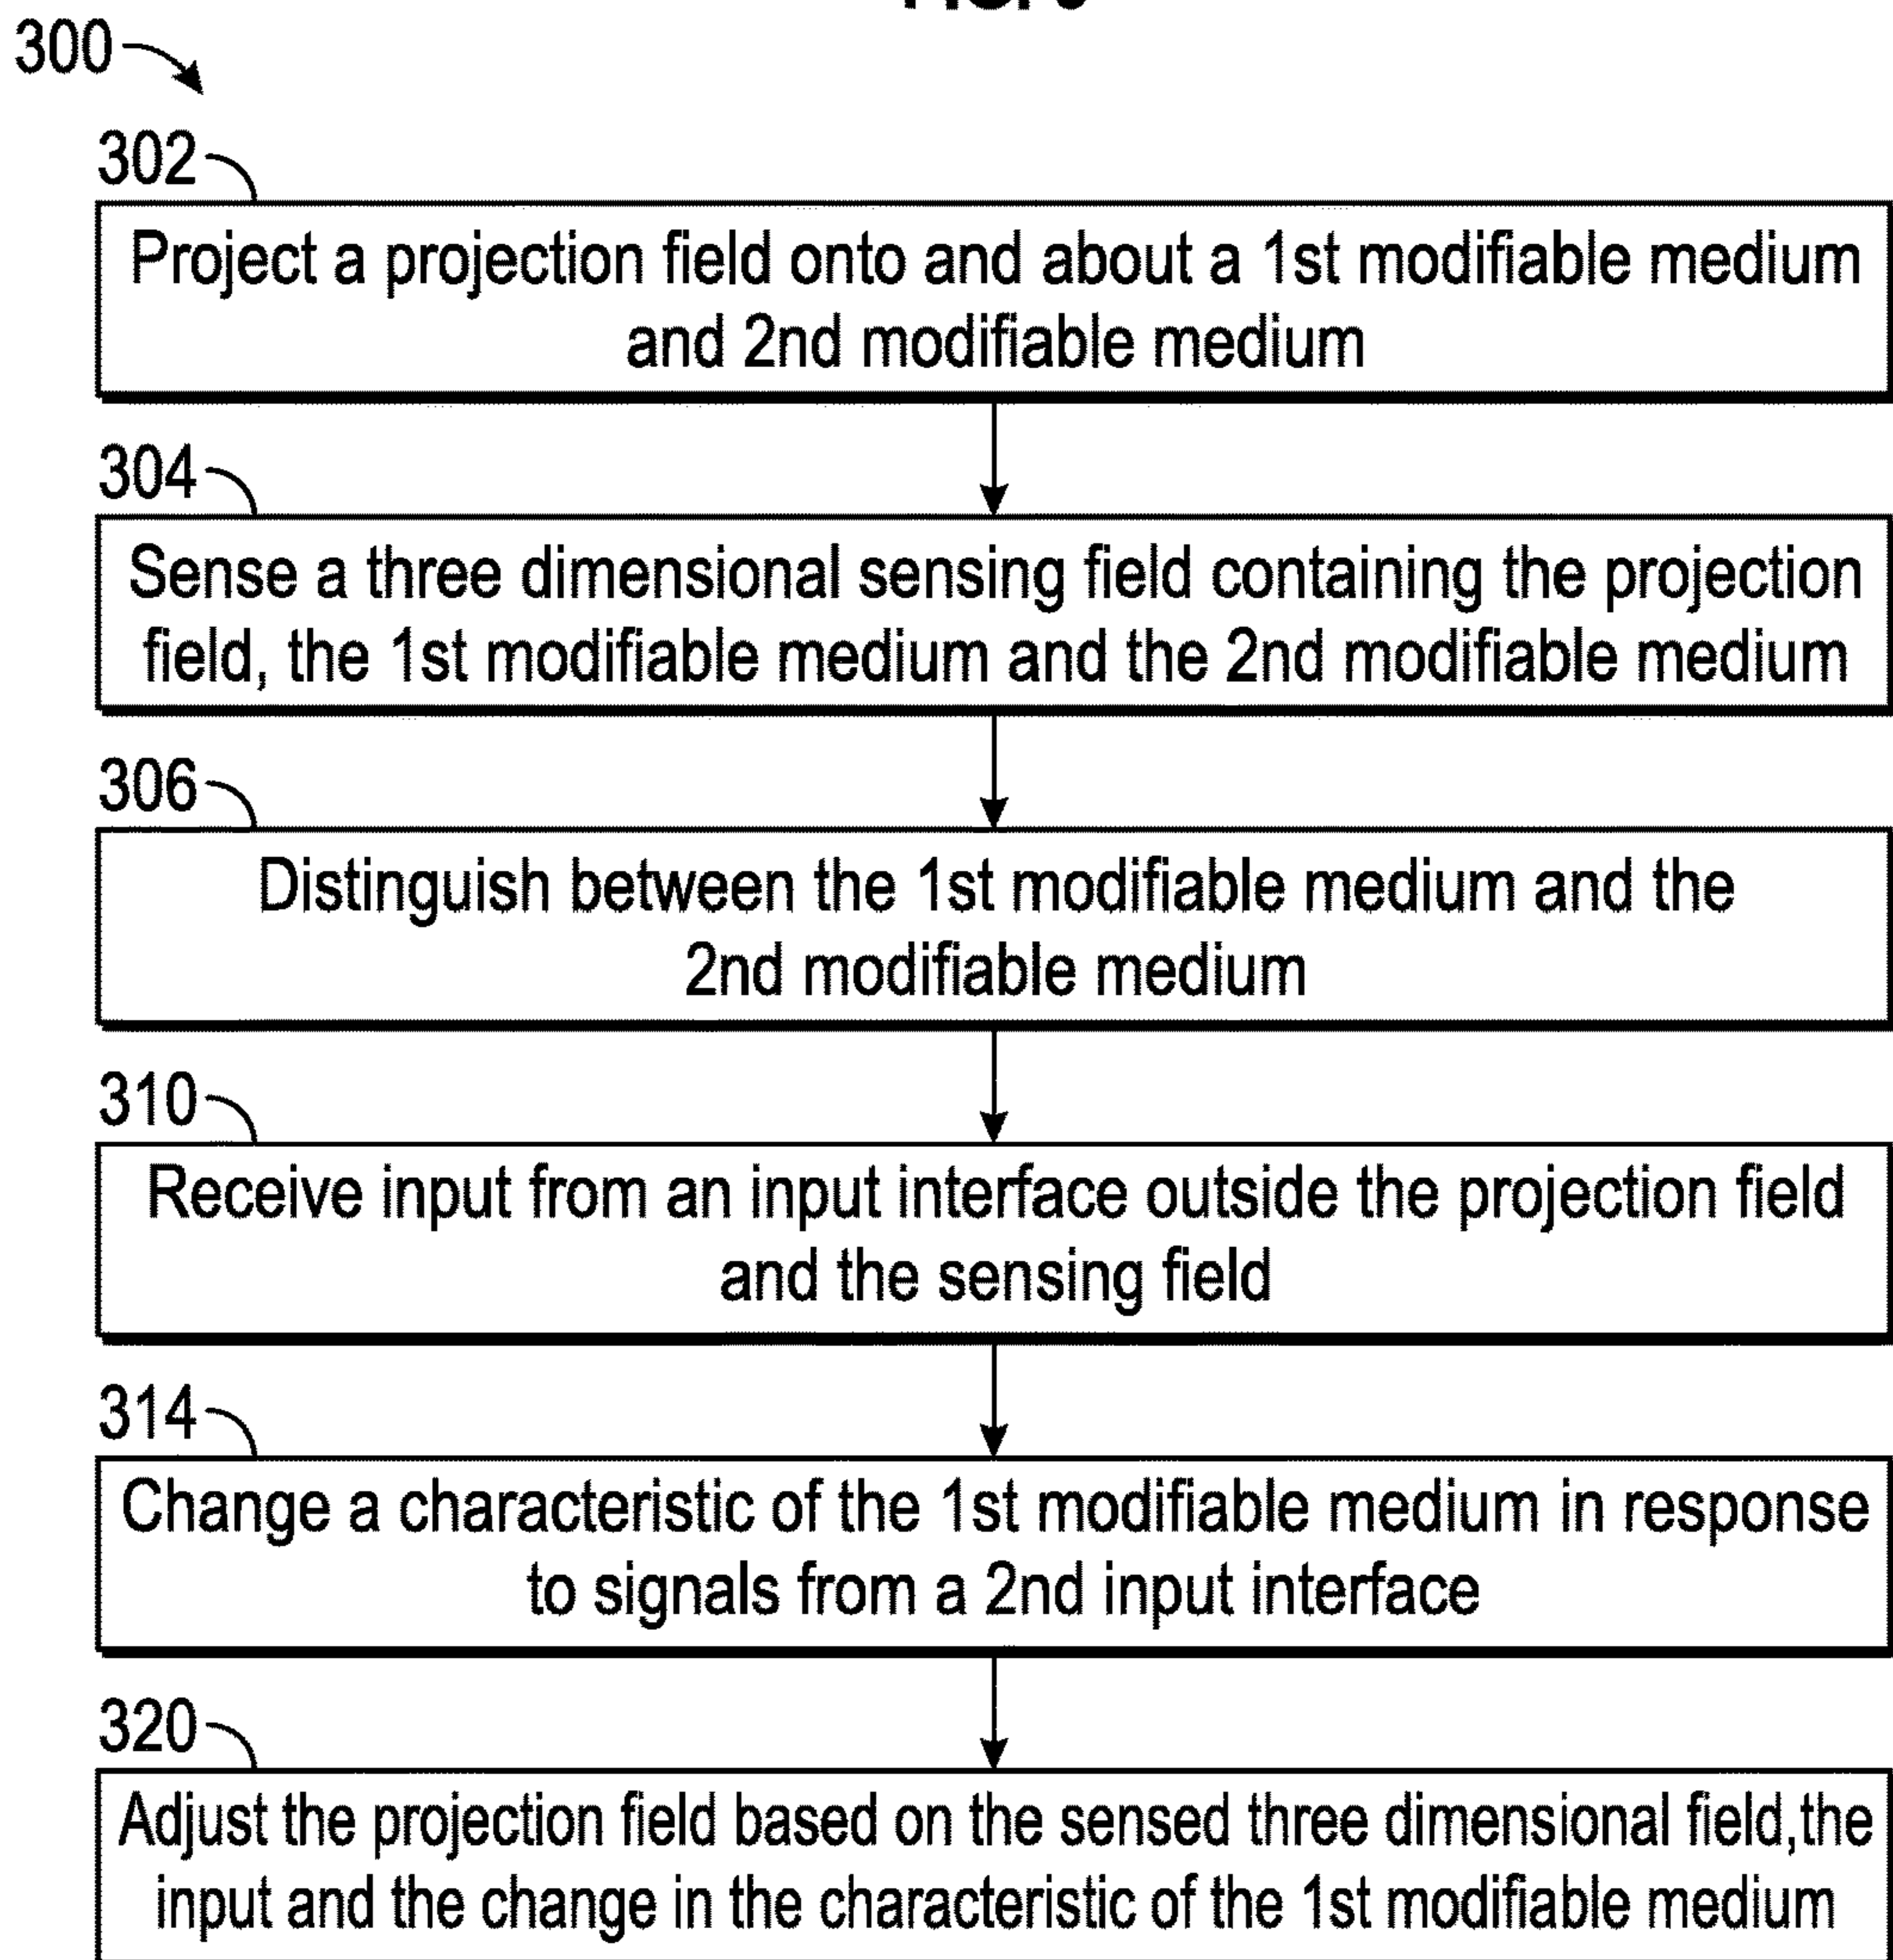 300
302
Project a projection field onto and about a 1st modifiable medium
and 2nd modifiable medium
304
Sense a three dimensional sensing field containing the projection
field, the 1st modifiable medium and the 2nd modifiable medium
306
Distinguish between the 1st modifiable medium and the
2nd modifiable medium
310
Receive input from an input interface outside the projection field
and the sensing field
314
Change a characteristic of the 1st modifiable medium in response
to signals from a 2nd input interface
320
Adjust the projection field based on the sensed three dimensional field,the
input and the change in the characteristic of the 1st modifiable medium